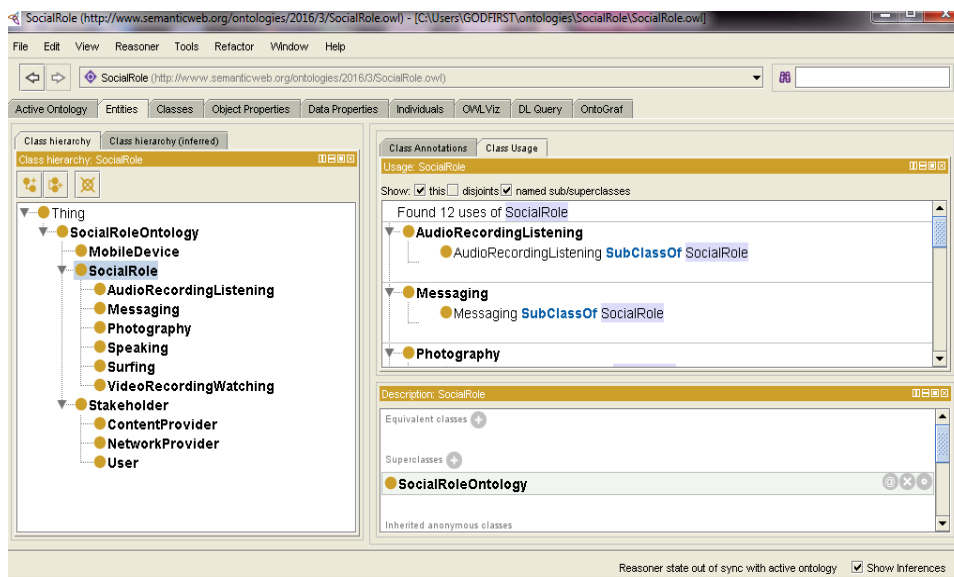 SocialRole (http://www.semanticweb.org/ontologies/2016/3/SocialRole.owl) - [C:\Users\GODFIRST\ontologies\SocialRole\SocialRole.owl]
File Edit View Reasoner Tools Refactor Window Help
SocialRole (http://www.semanticweb.org/ontologies/2016/3/SocialRole.owl)
Active Ontology Entities Classes Object Properties Data Properties Individuals OWLViz DL Query OntoGraf
Class hierarchy Class hierarchy (inferred)
Class hierarchy: SocialRole
Thing
SocialRoleOntology
MobileDevice
SocialRole
AudioRecordingListening
Messaging
Photography
Speaking
Surfing
VideoRecordingWatching
Stakeholder
ContentProvider
NetworkProvider
User
Class Annotations Class Usage
Usage: SocialRole
Show: this disjoints named sub/superclasses
Found 12 uses of SocialRole
AudioRecordingListening
AudioRecordingListening SubClassOf SocialRole
Messaging
Messaging SubClassOf SocialRole
Photography
Description: SocialRole
Equivalent classes
Superclasses
SocialRoleOntology
Inherited anonymous classes
Reasoner state out of sync with active ontology Show Inferences